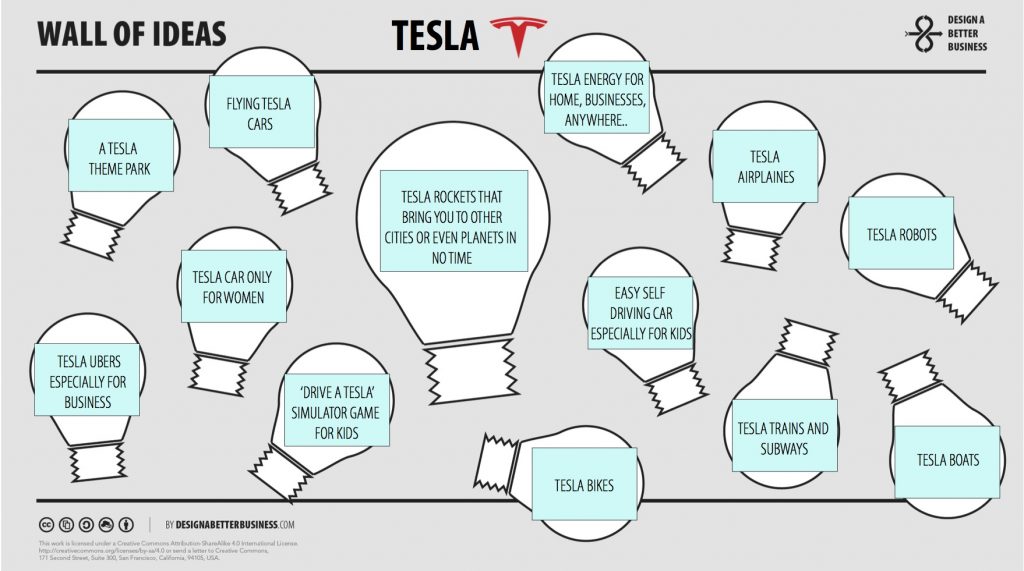 WALL OF IDEAS
TESLA
DESIGN A
BETTER
BUSINESS
FLYING TESLA
CARS
TESLA ENERGY FOR
HOME, BUSINESSES,
ANYWHERE..
A TESLA
THEME PARK
TESLA
AIRPLAINES
TESLA ROCKETS THAT
BRING YOU TO OTHER
CITIES OR EVEN PLANETS IN
NO TIME
TESLA ROBOTS
TESLA CAR ONLY
FOR WOMEN
EASY SELF
DRIVING CAR
ESPECIALLY FOR KIDS
TESLA UBERS
ESPECIALLY FOR
BUSINESS
'DRIVE A TESLA'
SIMULATOR GAME
FOR KIDS
TESLA TRAINS AND
SUBWAYS
TESLA BOATS
TESLA BIKES
cc
BY DESIGNABETTERBUSINESS.COM
This work is licensed under a Creative Commons Attribution-ShareAlike 4.0 International License.
http://creativecommons.org/licenses/by-sa/4.0 or send a letter to Creative Commons,
171 Second Street, Suite 300, San Francisco, California, 94105, USA.